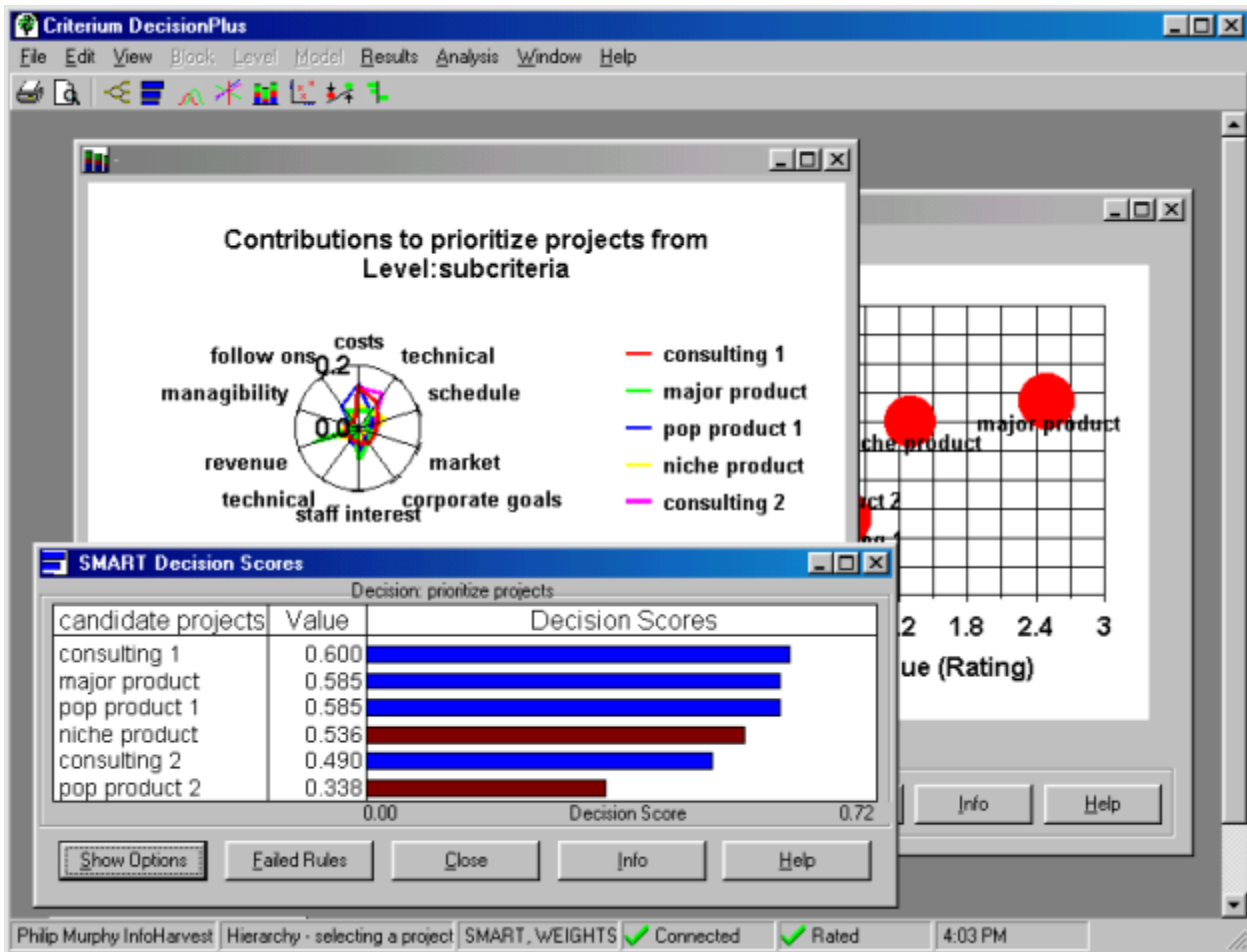 Criterium DecisionPlus
File Edit View Block Level Model Results Analysis Window Help
Contributions to prioritize projects from
Level:subcriteria
costs
follow ons 0.2 technical
managibility schedule
0.0
revenue market
technical corporate goals
staff interest
consulting 1
major product
pop product 1
niche product
consulting 2
major product
che product
ct 2
.2 1.8 2.4 3
ue (Rating)
Info Help
SMART Decision Scores
Decision: prioritize projects
candidate projects Value Decision Scores
consulting 1 0.600
major product 0.585
pop product 1 0.585
niche product 0.536
consulting 2 0.490
pop product 2 0.338
0.00 Decision Score 0.72
Show Options Failed Rules Close Info Help
Philip Murphy InfoHarvest Hierarchy - selecting a project SMART, WEIGHTS Connected Rated 4:03 PM